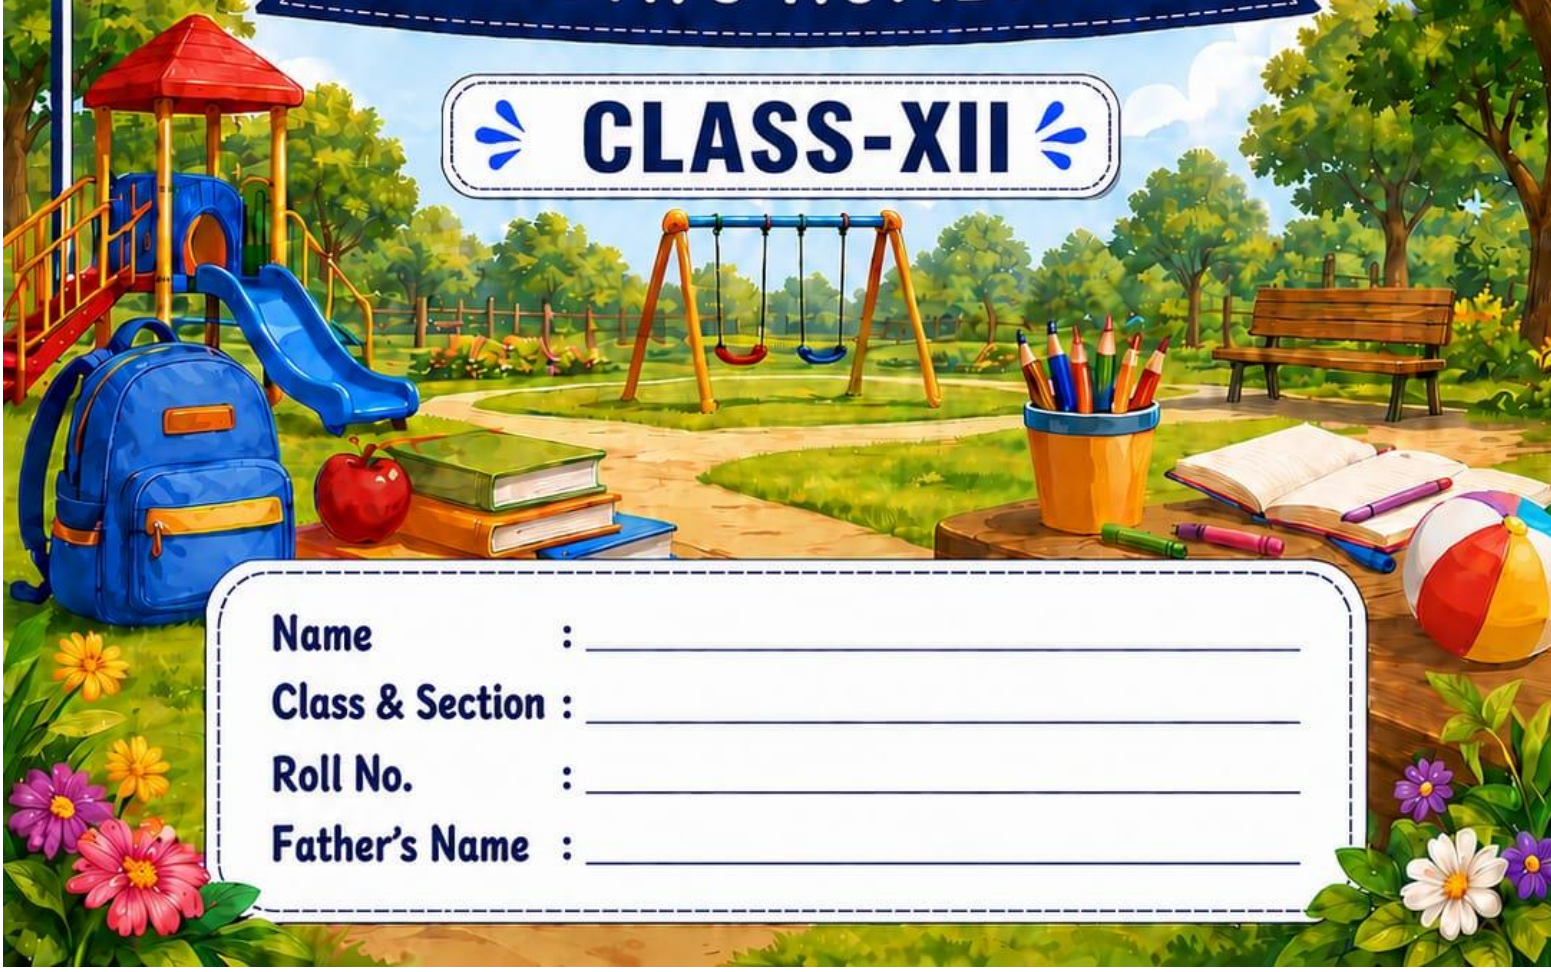 CLASS-XII
Name :
Class & Section :
Roll No. :
Father's Name :